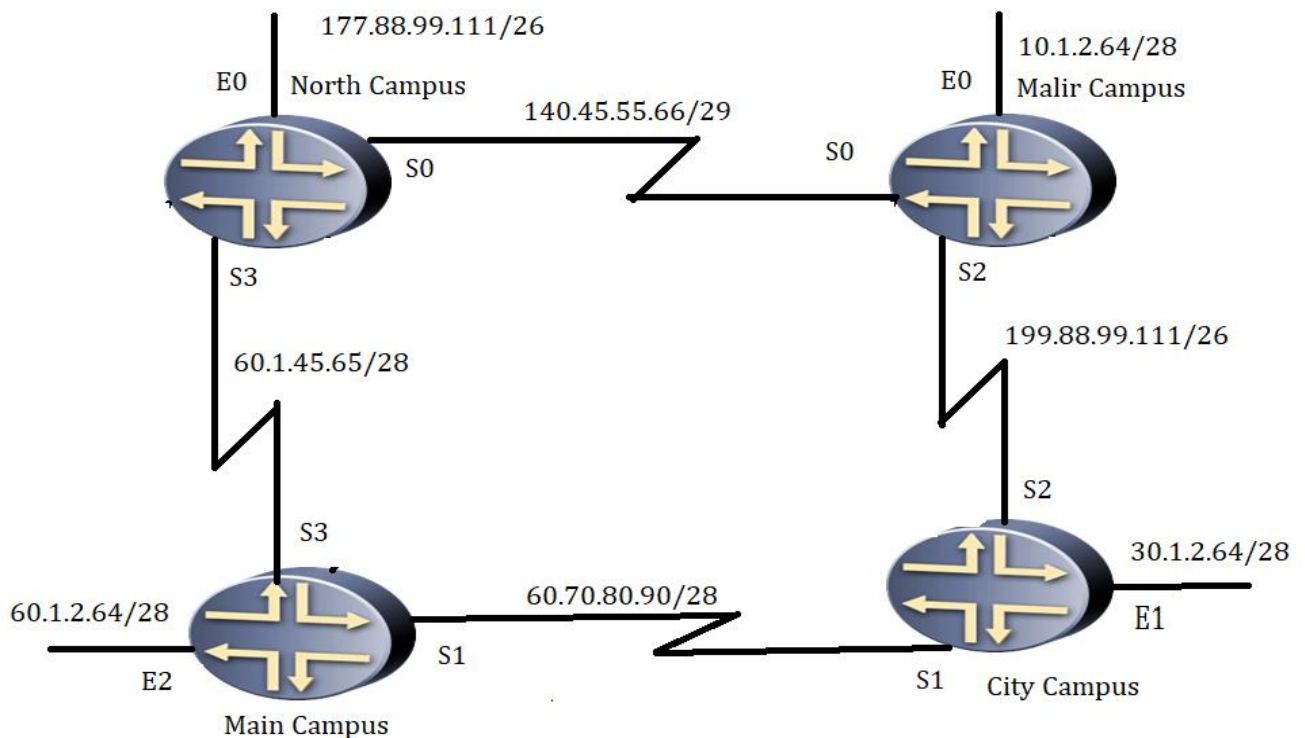 177.88.99.111/26
E0
North Campus
10.1.2.64/28
E0
Malir Campus
140.45.55.66/29
S0
S0
S3
S2
60.1.45.65/28
199.88.99.111/26
S3
S2
60.1.2.64/28
E2
Main Campus
60.70.80.90/28
S1
S1
City Campus
30.1.2.64/28
E1